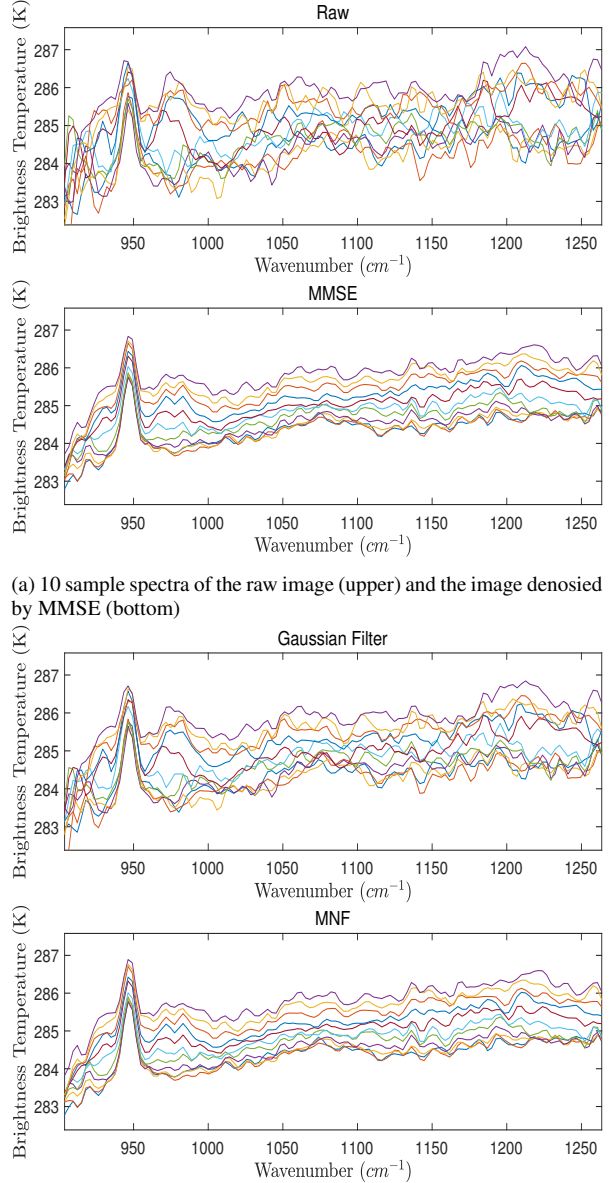 Raw
287
286
285
284
283
Brightness Temperature (K)
950 1000 1050 1100 1150 1200 1250
Wavenumber (cm⁻¹)
MMSE
287
286
285
284
283
Brightness Temperature (K)
950 1000 1050 1100 1150 1200 1250
Wavenumber (cm⁻¹)
(a) 10 sample spectra of the raw image (upper) and the image denosied
by MMSE (bottom)
Gaussian Filter
287
286
285
284
283
Brightness Temperature (K)
950 1000 1050 1100 1150 1200 1250
Wavenumber (cm⁻¹)
MNF
287
286
285
284
283
Brightness Temperature (K)
950 1000 1050 1100 1150 1200 1250
Wavenumber (cm⁻¹)